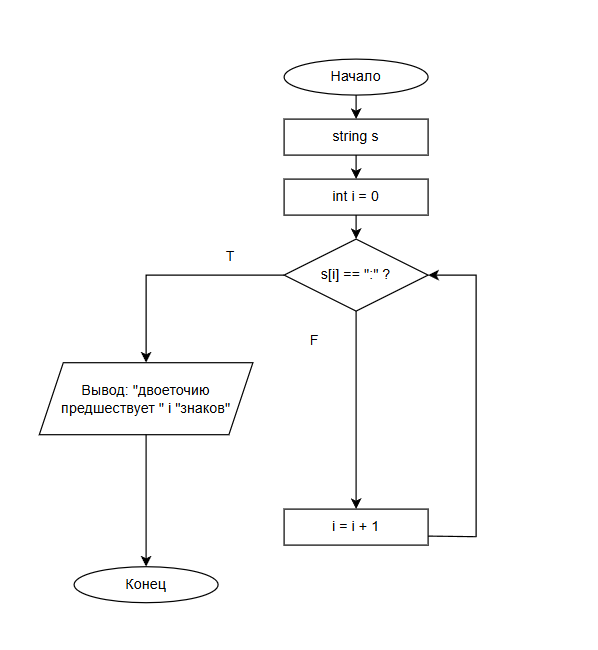 Начало
string s
int i = 0
T
s[i] == ":" ?
F
Вывод: "двоеточию
предшествует " i "знаков"
i = i + 1
Конец